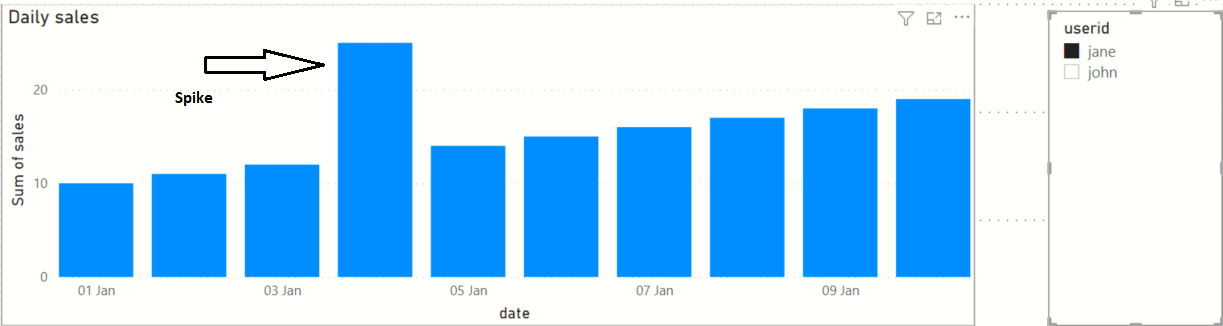 Daily sales
Spike
Sum of sales
20
10
0
01 Jan
03 Jan
05 Jan
07 Jan
09 Jan
date
userid
jane
john